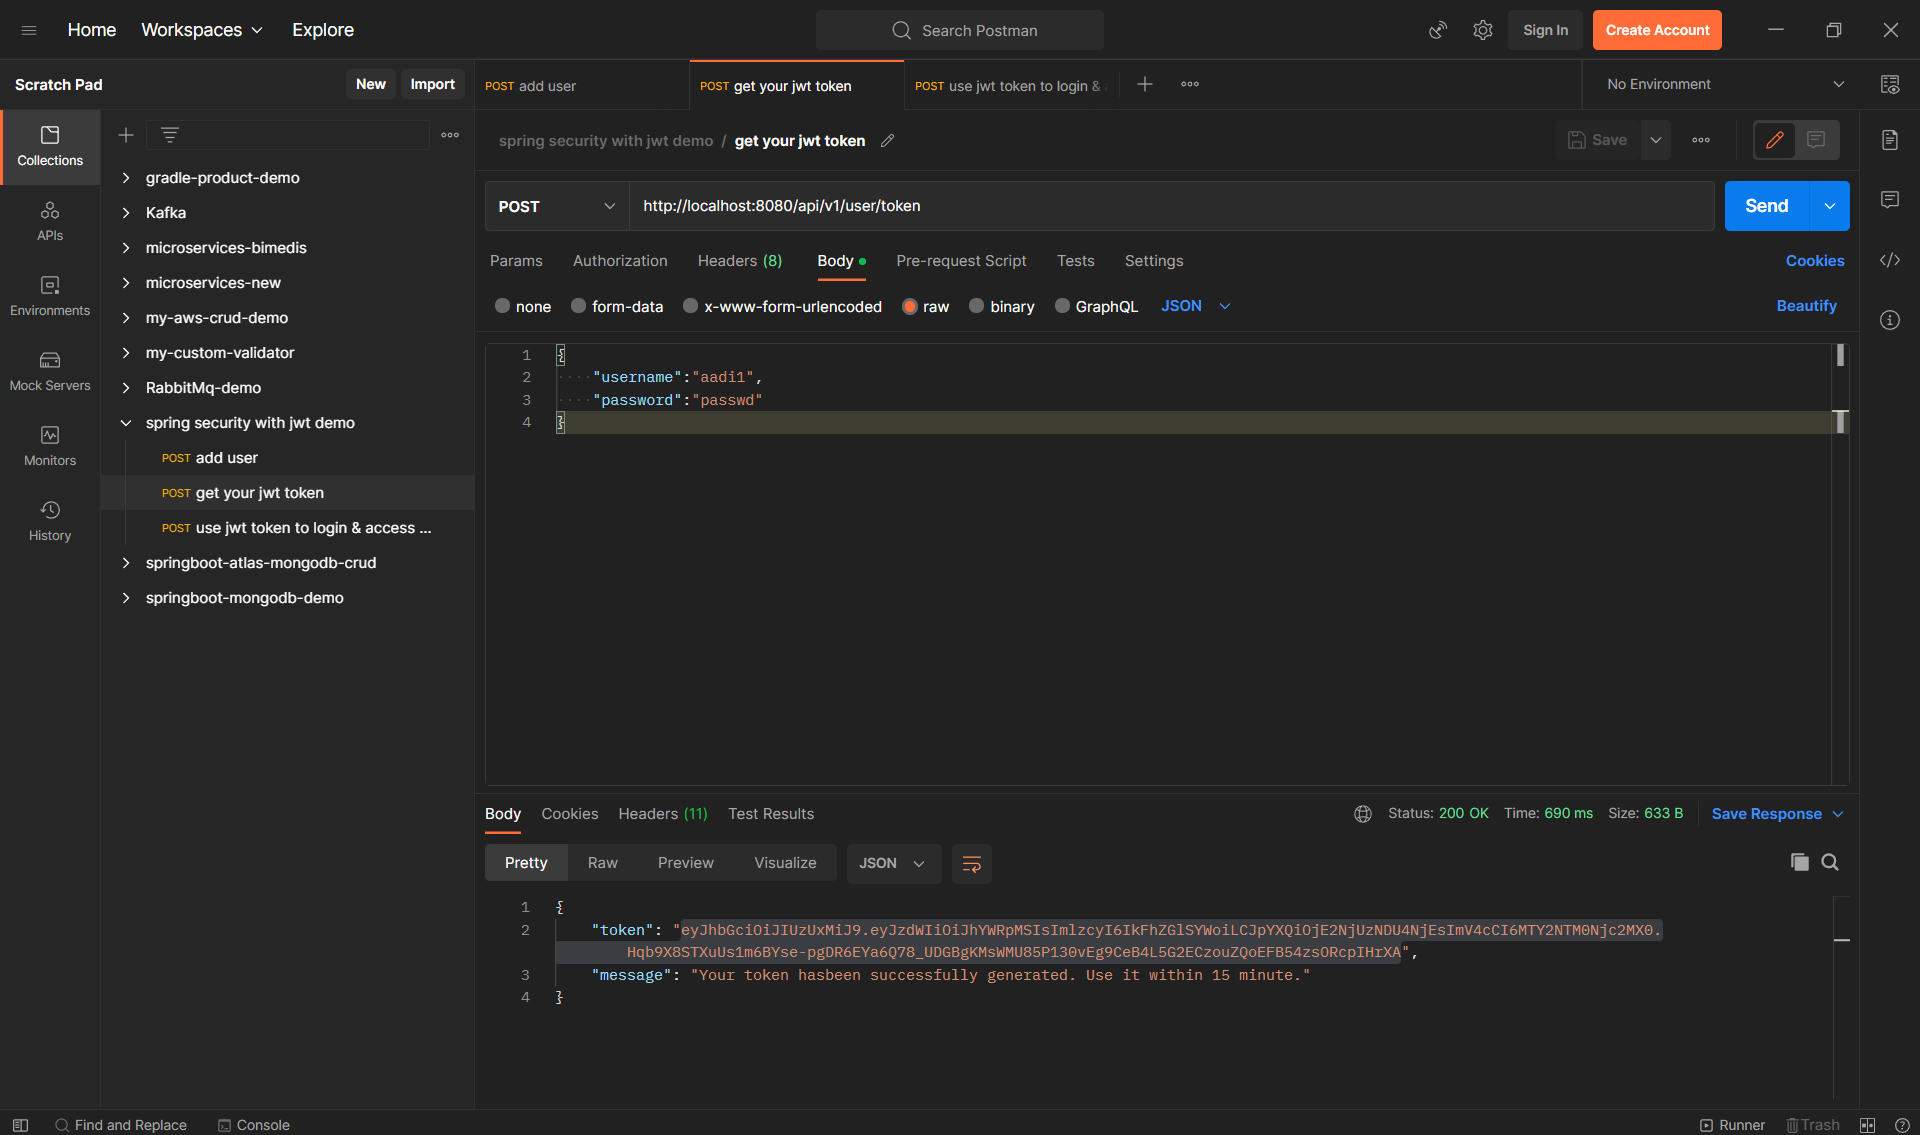 Home Workspaces Explore Search Postman Sign In Create Account
Scratch Pad New Import
POST add user POST get your jwt token POST use jwt token to login & No Environment
Collections
APIs
Environments
Mock Servers
Monitors
History
gradle-product-demo
Kafka
microservices-bimedis
microservices-new
my-aws-crud-demo
my-custom-validator
RabbitMq-demo
spring security with jwt demo
POST add user
POST get your jwt token
POST use jwt token to login & access ...
springboot-atlas-mongodb-crud
springboot-mongodb-demo
spring security with jwt demo / get your jwt token Save
POST http://localhost:8080/api/v1/user/token Send
Params Authorization Headers (8) Body Pre-request Script Tests Settings Cookies
none form-data x-www-form-urlencoded raw binary GraphQL JSON Beautify
1 {
2 "username":"aadi1",
3 "password":"passwd"
4 }
Body Cookies Headers (11) Test Results Status: 200 OK Time: 690 ms Size: 633 B Save Response
Pretty Raw Preview Visualize JSON
1 {
2 "token": "eyJhbGciOiJIUzUxMiJ9.eyJzdWIiOiJhYWRpMSIsImlzcyI6IkFhZGlSYWoiLCJpYXQiOjE2NjUzNDU4NjEsImV4cCI6MTY2NTM0Njc2MX0.
Hqb9X8STXuUs1m6BYse-pgDR6EYa6Q78_UDGBgKMsWMU85P130vEg9CeB4L5G2ECzouZQoEFB54zsORcpIHrXA",
3 "message": "Your token hasbeen successfully generated. Use it within 15 minute."
4 }
Find and Replace Console Runner Trash